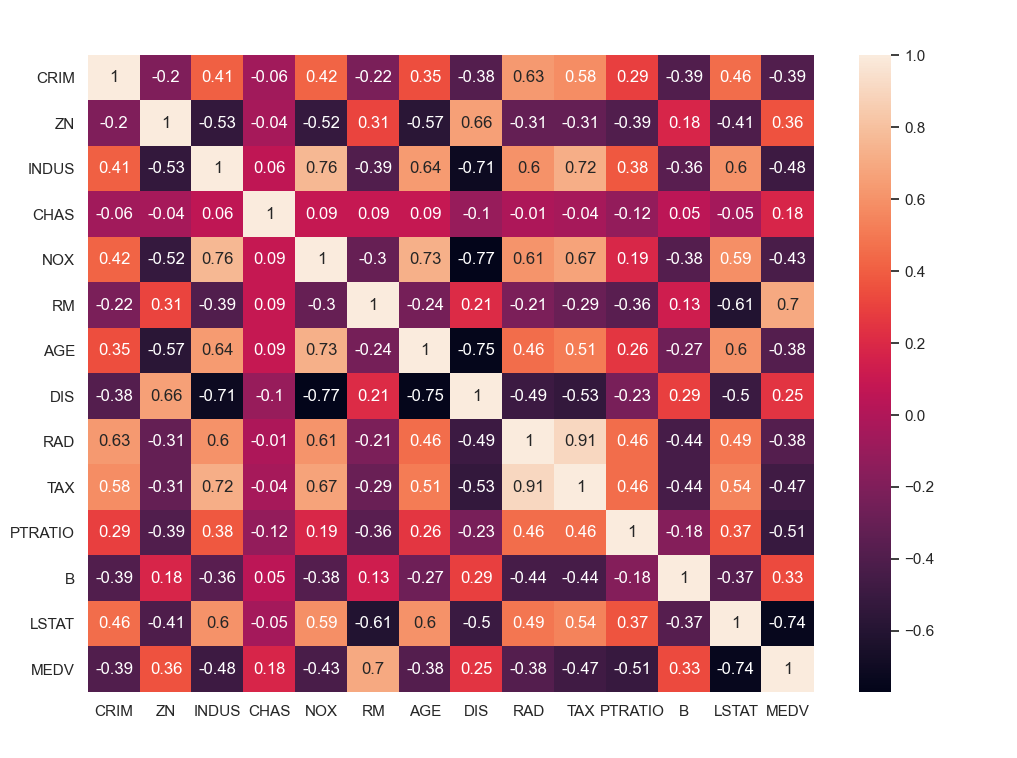 CRIM 1 -0.2 0.41 -0.06 0.42 -0.22 0.35 -0.38 0.63 0.58 0.29 -0.39 0.46 -0.39
ZN -0.2 1 -0.53 -0.04 -0.52 0.31 -0.57 0.66 -0.31 -0.31 -0.39 0.18 -0.41 0.36
INDUS 0.41 -0.53 1 0.06 0.76 -0.39 0.64 -0.71 0.6 0.72 0.38 -0.36 0.6 -0.48
CHAS -0.06 -0.04 0.06 1 0.09 0.09 0.09 -0.1 -0.01 -0.04 -0.12 0.05 -0.05 0.18
NOX 0.42 -0.52 0.76 0.09 1 -0.3 0.73 -0.77 0.61 0.67 0.19 -0.38 0.59 -0.43
RM -0.22 0.31 -0.39 0.09 -0.3 1 -0.24 0.21 -0.21 -0.29 -0.36 0.13 -0.61 0.7
AGE 0.35 -0.57 0.64 0.09 0.73 -0.24 1 -0.75 0.46 0.51 0.26 -0.27 0.6 -0.38
DIS -0.38 0.66 -0.71 -0.1 -0.77 0.21 -0.75 1 -0.49 -0.53 -0.23 0.29 -0.5 0.25
RAD 0.63 -0.31 0.6 -0.01 0.61 -0.21 0.46 -0.49 1 0.91 0.46 -0.44 0.49 -0.38
TAX 0.58 -0.31 0.72 -0.04 0.67 -0.29 0.51 -0.53 0.91 1 0.46 -0.44 0.54 -0.47
PTRATIO 0.29 -0.39 0.38 -0.12 0.19 -0.36 0.26 -0.23 0.46 0.46 1 -0.18 0.37 -0.51
B -0.39 0.18 -0.36 0.05 -0.38 0.13 -0.27 0.29 -0.44 -0.44 -0.18 1 -0.37 0.33
LSTAT 0.46 -0.41 0.6 -0.05 0.59 -0.61 0.6 -0.5 0.49 0.54 0.37 -0.37 1 -0.74
MEDV -0.39 0.36 -0.48 0.18 -0.43 0.7 -0.38 0.25 -0.38 -0.47 -0.51 0.33 -0.74 1
CRIM ZN INDUS CHAS NOX RM AGE DIS RAD TAX PTRATIO B LSTAT MEDV
1.0
0.8
0.6
0.4
0.2
0.0
−0.2
−0.4
−0.6